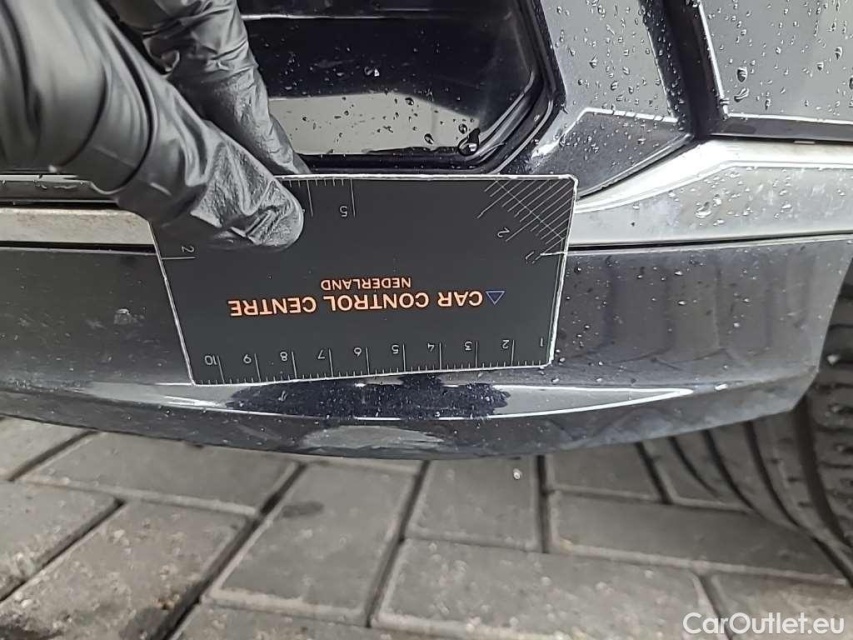 5
2
2
1
CAR CONTROL CENTRE
NEDERLAND
1 2 3 4 5 6 7 8 9 10
CarOutlet.eu